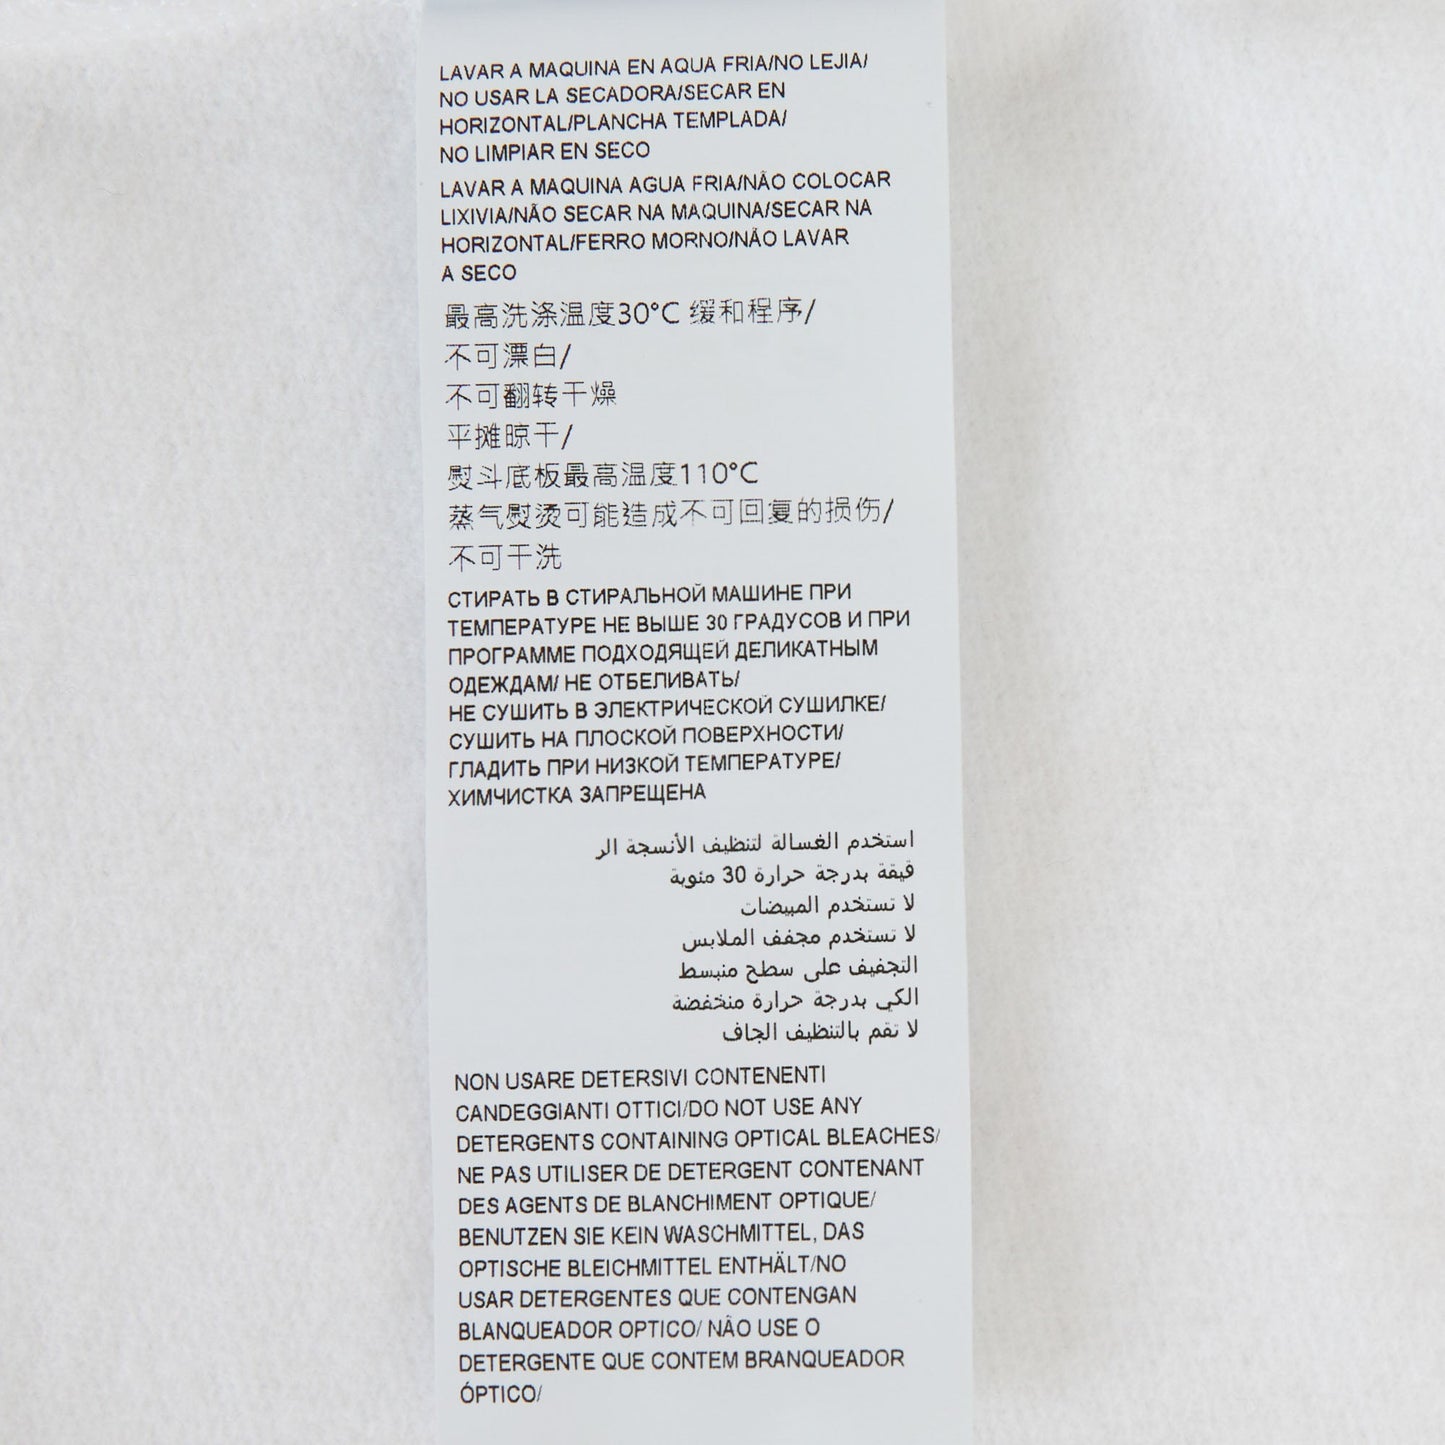 LAVAR A MAQUINA EN AQUA FRIA/NO LEJIA/
NO USAR LA SECADORA/SECAR EN
HORIZONTAL/PLANCHA TEMPLADA/
NO LIMPIAR EN SECO
LAVAR A MAQUINA AGUA FRIA/NÃO COLOCAR
LIXIVIA/NÃO SECAR NA MAQUINA/SECAR NA
HORIZONTAL/FERRO MORNO/NÃO LAVAR
A SECO
最高洗涤温度30°C 缓和程序/
不可漂白/
不可翻转干燥
平摊晾干/
熨斗底板最高温度110°C
蒸气熨烫可能造成不可回复的损伤/
不可干洗
СТИРАТЬ В СТИРАЛЬНОЙ МАШИНЕ ПРИ
ТЕМПЕРАТУРЕ НЕ ВЫШЕ 30 ГРАДУСОВ И ПРИ
ПРОГРАММЕ ПОДХОДЯЩЕЙ ДЕЛИКАТНЫМ
ОДЕЖДАМ/ НЕ ОТБЕЛИВАТЬ/
НЕ СУШИТЬ В ЭЛЕКТРИЧЕСКОЙ СУШИЛКЕ/
СУШИТЬ НА ПЛОСКОЙ ПОВЕРХНОСТИ/
ГЛАДИТЬ ПРИ НИЗКОЙ ТЕМПЕРАТУРЕ/
ХИМЧИСТКА ЗАПРЕЩЕНА
استخدم الغسالة لتنظيف الأنسجة الر
قيقة بدرجة حرارة 30 مئوية
لا تستخدم المبيضات
لا تستخدم مجفف الملابس
التجفيف على سطح منبسط
الكي بدرجة حرارة منخفضة
لا تقم بالتنظيف الجاف
NON USARE DETERSIVI CONTENENTI
CANDEGGIANTI OTTICI/DO NOT USE ANY
DETERGENTS CONTAINING OPTICAL BLEACHES/
NE PAS UTILISER DE DETERGENT CONTENANT
DES AGENTS DE BLANCHIMENT OPTIQUE/
BENUTZEN SIE KEIN WASCHMITTEL, DAS
OPTISCHE BLEICHMITTEL ENTHÄLT/NO
USAR DETERGENTES QUE CONTENGAN
BLANQUEADOR OPTICO/ NÃO USE O
DETERGENTE QUE CONTEM BRANQUEADOR
ÓPTICO/